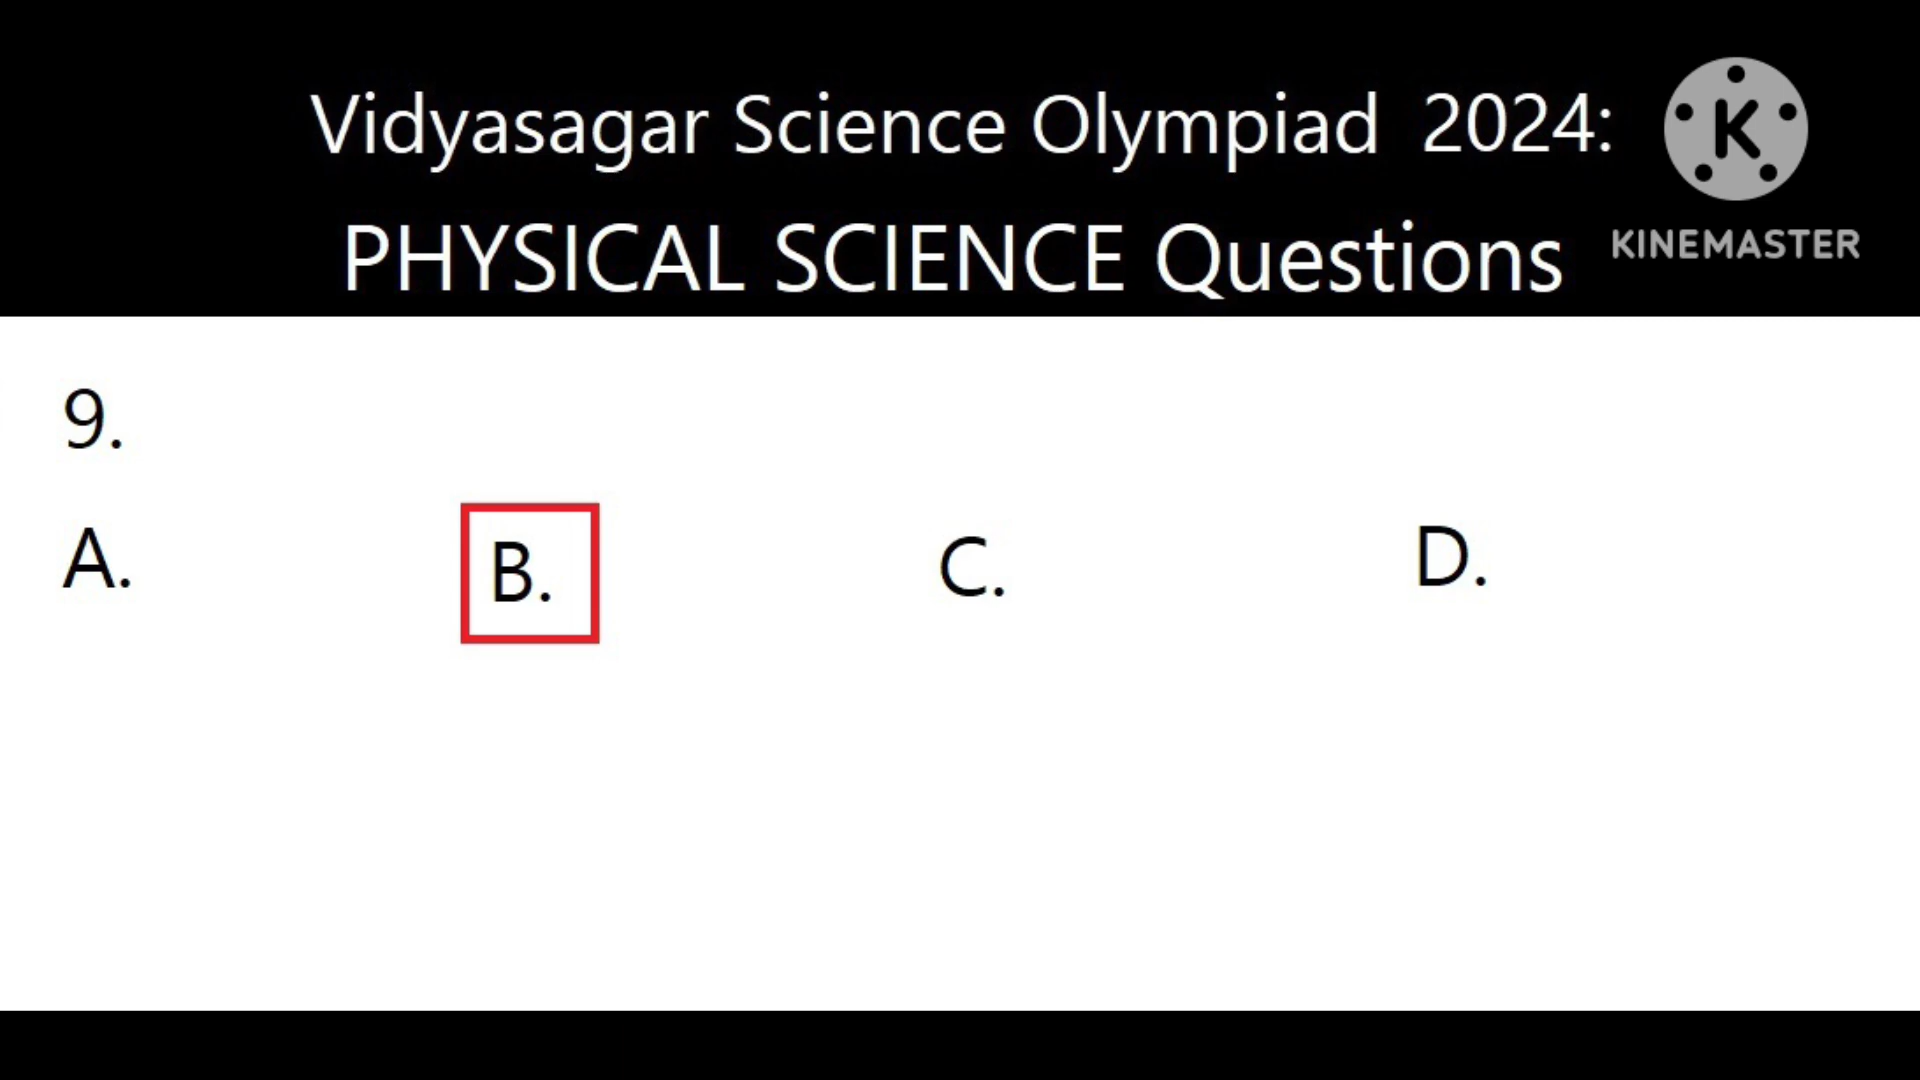 Vidyasagar Science Olympiad 2024:
K
KINEMASTER
PHYSICAL SCIENCE Questions
9.
A. B. C. D.